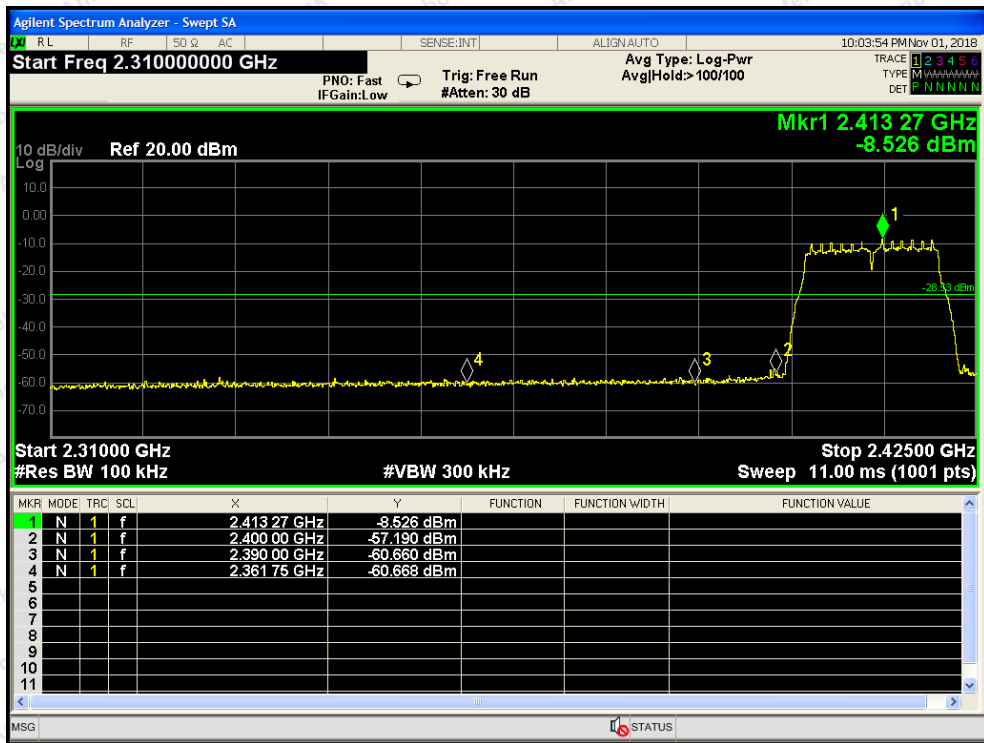 Agilent Spectrum Analyzer - Swept SA
LXI RL RF 50 Ω AC SENSE:INT ALIGN AUTO 10:03:54 PM Nov 01, 2018
Start Freq 2.310000000 GHz Avg Type: Log-Pwr TRACE 1 2 3 4 5 6
PNO: Fast Trig: Free Run Avg|Hold:>100/100 TYPE M WWWWW
IFGain:Low #Atten: 30 dB DET P N N N N N
Mkr1 2.413 27 GHz
10 dB/div Ref 20.00 dBm -8.526 dBm
Log
10.0
0.00
1
-10.0
-20.0
-28.53 dBm
-30.0
-40.0
-50.0
4 3 2
-60.0
-70.0
Start 2.31000 GHz Stop 2.42500 GHz
#Res BW 100 kHz #VBW 300 kHz Sweep 11.00 ms (1001 pts)
MKR MODE TRC SCL X Y FUNCTION FUNCTION WIDTH FUNCTION VALUE
1 N 1 f 2.413 27 GHz -8.526 dBm
2 N 1 f 2.400 00 GHz -57.190 dBm
3 N 1 f 2.390 00 GHz -60.660 dBm
4 N 1 f 2.361 75 GHz -60.668 dBm
5
6
7
8
9
10
11
MSG STATUS